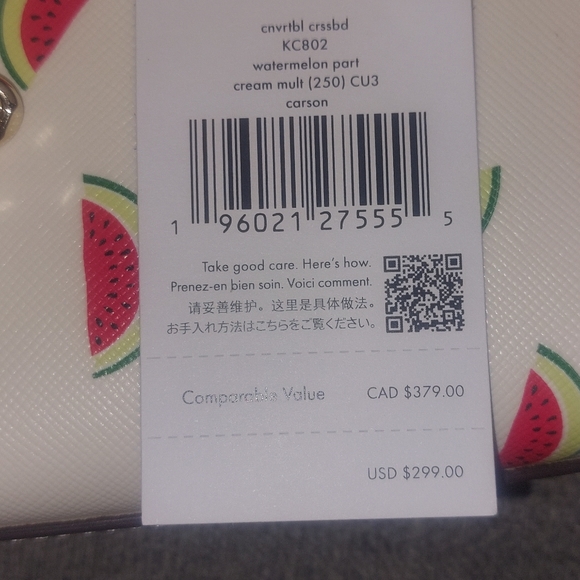 cnvrtbl crssbd
KC802
watermelon part
cream mult (250) CU3
carson
1 96021 27555 5
Take good care. Here's how.
Prenez-en bien soin. Voici comment.
请妥善维护。这里是具体做法。
お手入れ方法はこちらをご覧ください。
Comparable Value CAD $379.00
USD $299.00